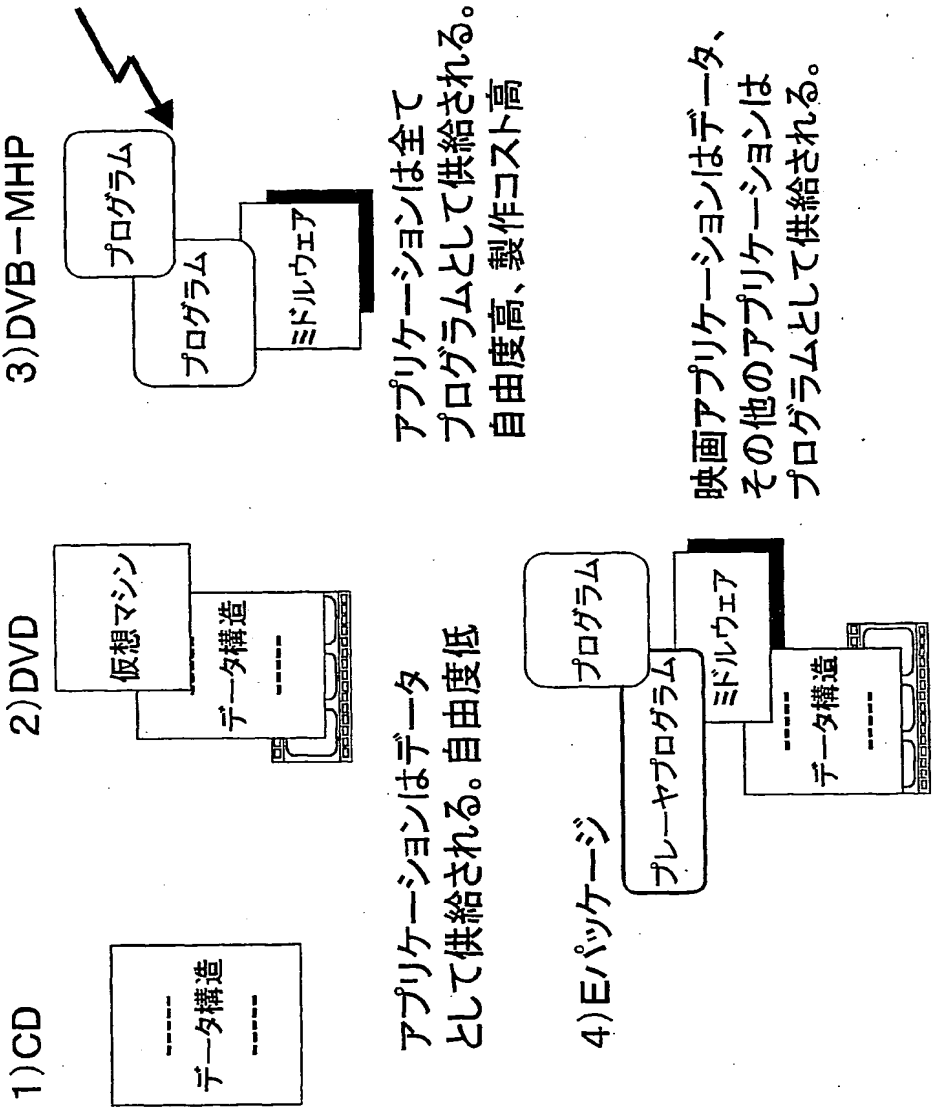 1)CD
データ構造
2)DVD
仮想マシン
データ構造
アプリケーションはデータ
として供給される。自由度低
3)DVB-MHP
プログラム
プログラム
ミドルウェア
アプリケーションは全て
プログラムとして供給される。
自由度高、製作コスト高
4)Eパッケージ
プログラム
プレーヤプログラム
ミドルウェア
データ構造
映画アプリケーションはデータ、
その他のアプリケーションは
プログラムとして供給される。